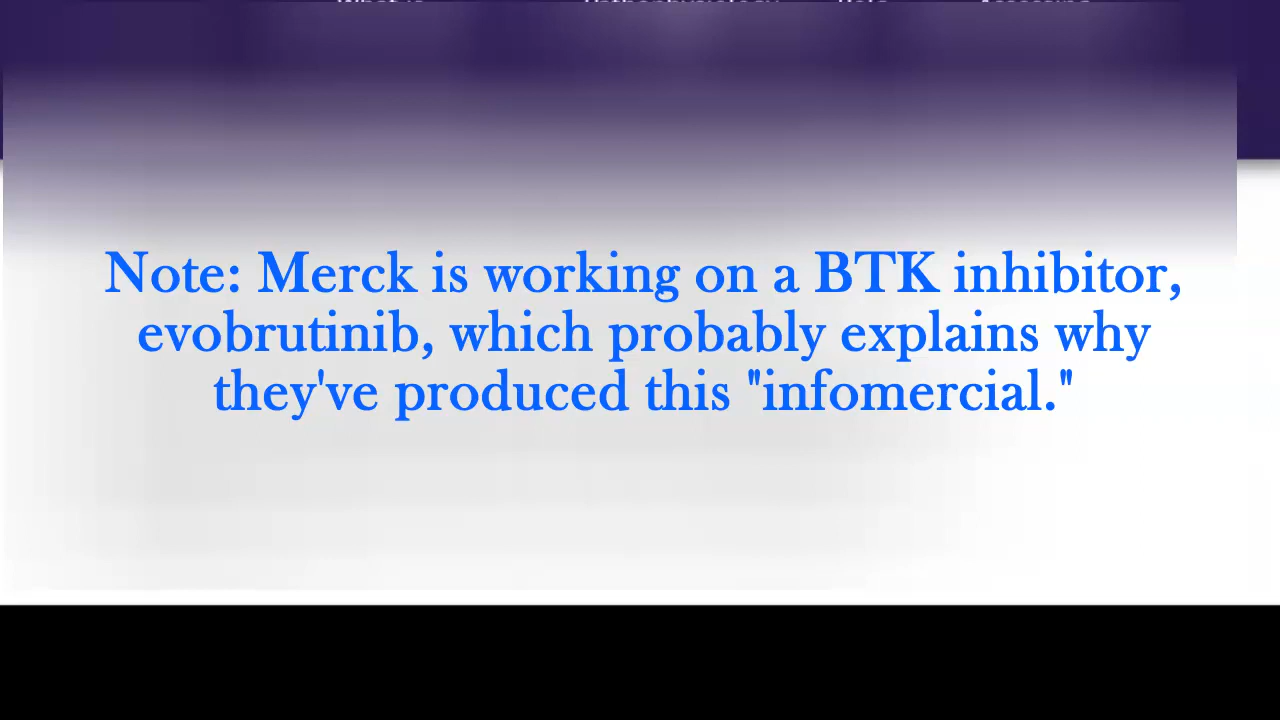 Note: Merck is working on a BTK inhibitor,
evobrutinib, which probably explains why
they've produced this "infomercial."